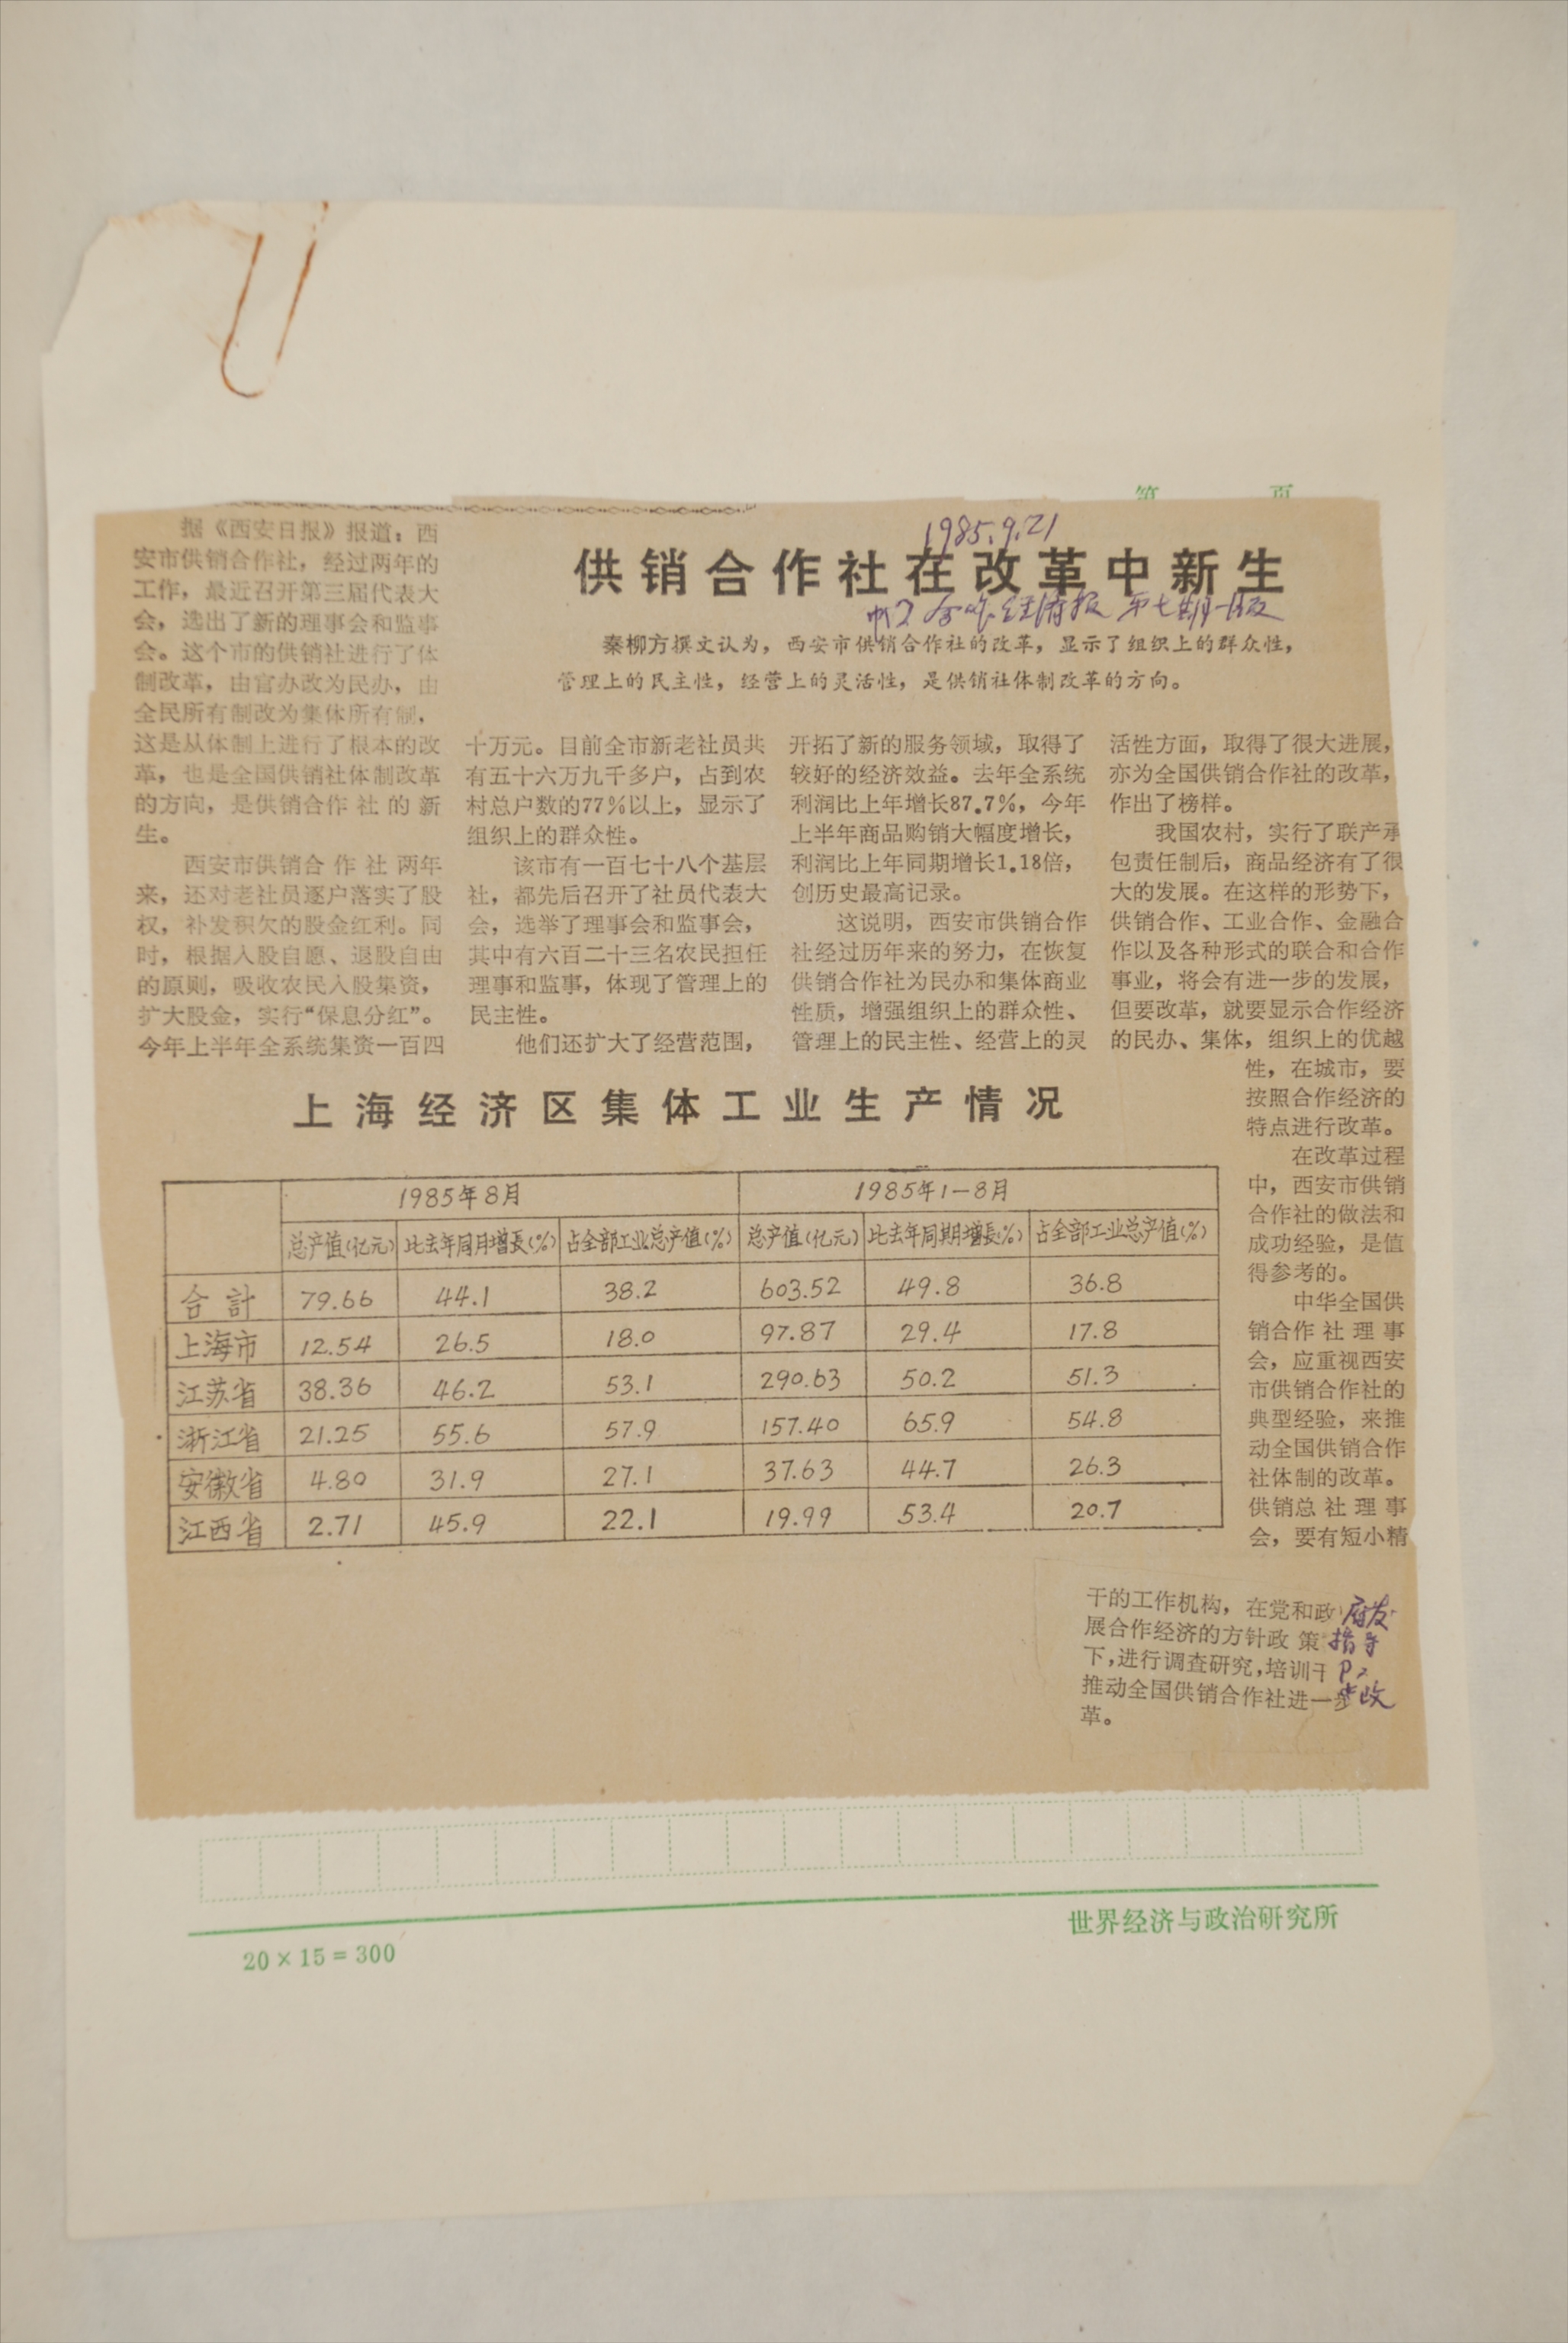 第 页
1985.9.21
供销合作社在改革中新生
合作经济报 第七期一版
秦柳方撰文认为，西安市供销合作社的改革，显示了组织上的群众性，
管理上的民主性，经营上的灵活性，是供销社体制改革的方向。
据《西安日报》报道：西
安市供销合作社，经过两年的
工作，最近召开第三届代表大
会，选出了新的理事会和监事
会。这个市的供销社进行了体
制改革，由官办改为民办，由
全民所有制改为集体所有制，
这是从体制上进行了根本的改
革，也是全国供销社体制改革
的方向，是供销合作社的新
生。
西安市供销合作社两年
来，还对老社员逐户落实了股
权，补发积欠的股金红利。同
时，根据入股自愿、退股自由
的原则，吸收农民入股集资，
扩大股金，实行“保息分红”。
今年上半年全系统集资一百四
十万元。目前全市新老社员共
有五十六万九千多户，占到农
村总户数的77％以上，显示了
组织上的群众性。
该市有一百七十八个基层
社，都先后召开了社员代表大
会，选举了理事会和监事会，
其中有六百二十三名农民担任
理事和监事，体现了管理上的
民主性。
他们还扩大了经营范围，
开拓了新的服务领域，取得了
较好的经济效益。去年全系统
利润比上年增长87.7％，今年
上半年商品购销大幅度增长，
利润比上年同期增长1.18倍，
创历史最高记录。
这说明，西安市供销合作
社经过历年来的努力，在恢复
供销合作社为民办和集体商业
性质，增强组织上的群众性、
管理上的民主性、经营上的灵
活性方面，取得了很大进展，
亦为全国供销合作社的改革，
作出了榜样。
我国农村，实行了联产承
包责任制后，商品经济有了很
大的发展。在这样的形势下，
供销合作、工业合作、金融合
作以及各种形式的联合和合作
事业，将会有进一步的发展，
但要改革，就要显示合作经济
的民办、集体，组织上的优越
性，在城市，要
按照合作经济的
特点进行改革。
在改革过程
中，西安市供销
合作社的做法和
成功经验，是值
得参考的。
中华全国供
销合作社理事
会，应重视西安
市供销合作社的
典型经验，来推
动全国供销合作
社体制的改革。
供销总社理事
会，要有短小精
干的工作机构，在党和政府发
展合作经济的方针政策指导
下，进行调查研究，培训干
推动全国供销合作社进一步改
革。
上海经济区集体工业生产情况
1985年8月 1985年1—8月
总产值(亿元) 比去年同月增長(%) 占全部工业总产值(%) 总产值(亿元) 比去年同期增長(%) 占全部工业总产值(%)
合計 79.66 44.1 38.2 603.52 49.8 36.8
上海市 12.54 26.5 18.0 97.87 29.4 17.8
江苏省 38.36 46.2 53.1 290.63 50.2 51.3
浙江省 21.25 55.6 57.9 157.40 65.9 54.8
安徽省 4.80 31.9 27.1 37.63 44.7 26.3
江西省 2.71 45.9 22.1 19.99 53.4 20.7
世界经济与政治研究所
20×15=300